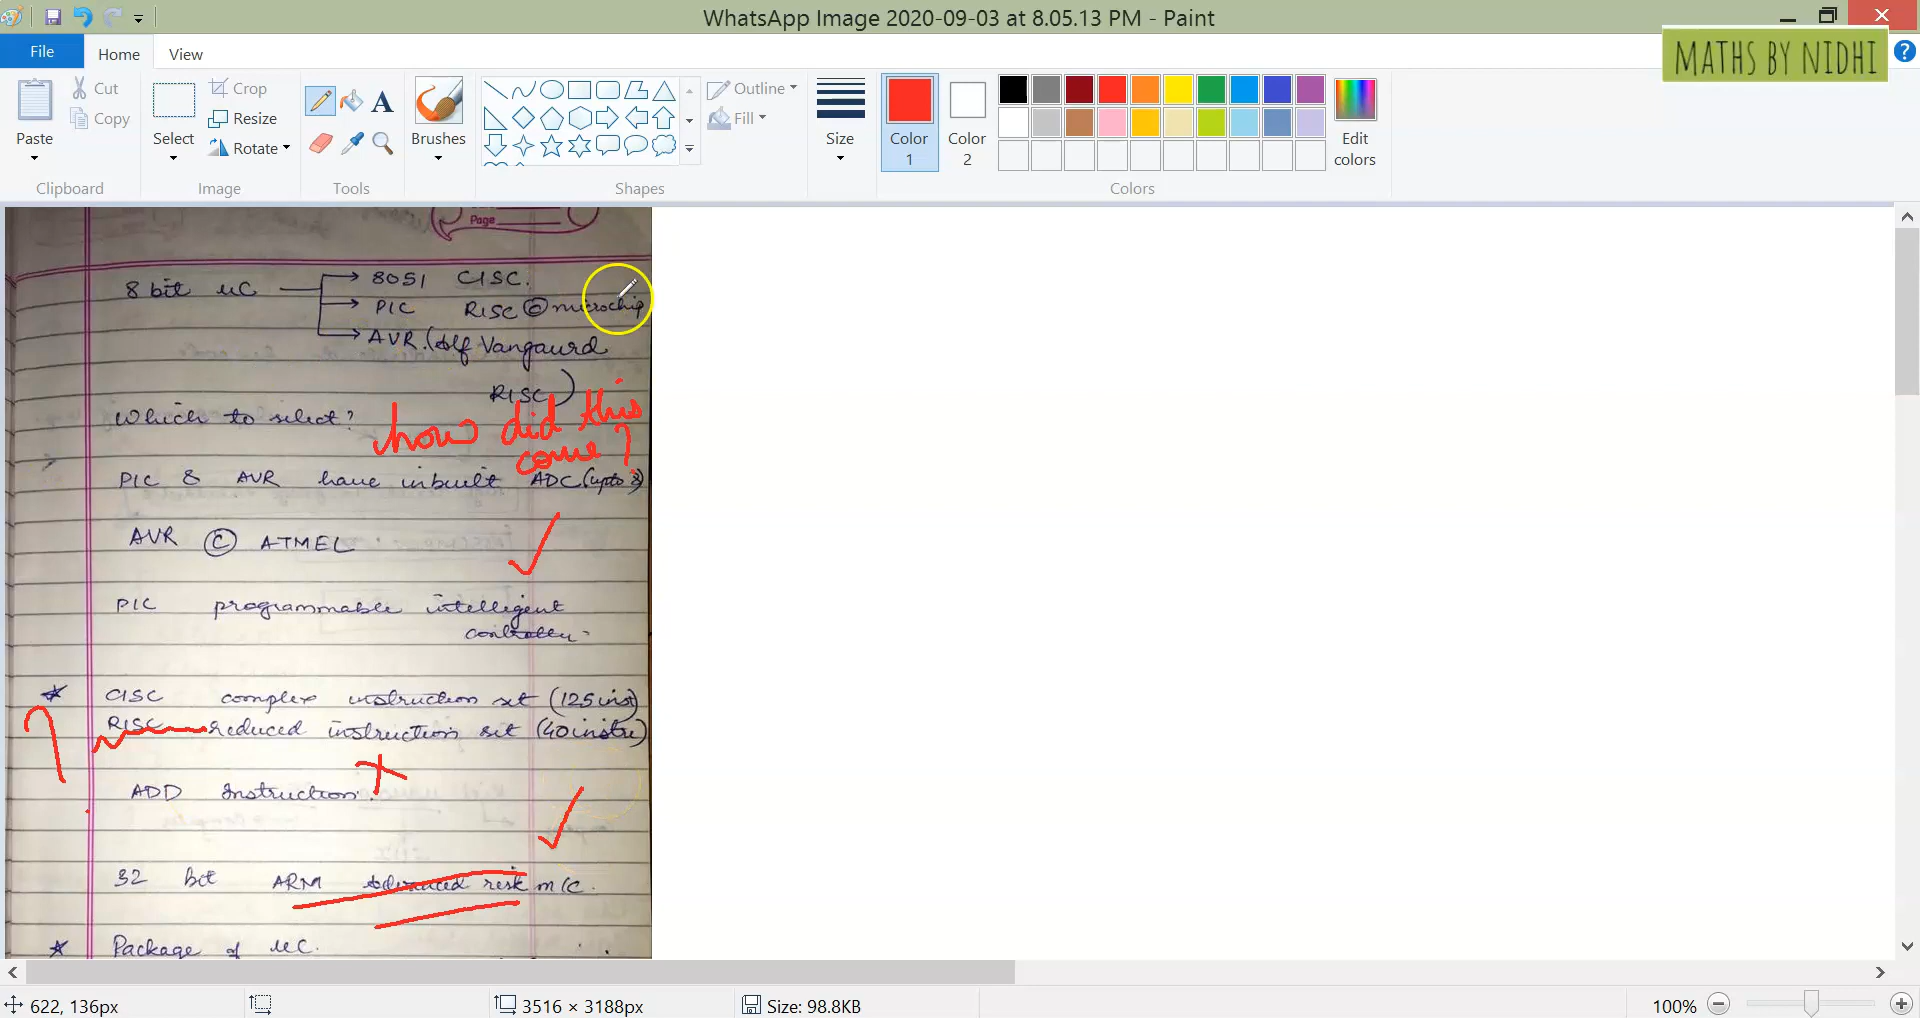 WhatsApp Image 2020-09-03 at 8.05.13 PM - Paint
MATHS BY NIDHI
File
Home
View
Paste
Cut
Copy
Clipboard
Select
Crop
Resize
Rotate
Image
Tools
Brushes
Shapes
Outline
Fill
Size
Color 1
Color 2
Edit colors
Colors
Page
8 bit uC
8051 CISC.
PIC RISC © microchip
AVR. (Alf Vangaurd
RISC)
Which to select?
how did this
come ?
PIC & AVR have inbuilt ADC (upto 8)
AVR © ATMEL
PIC programmable intelligent
controller
CISC complex instruction set (125 inst)
RISC reduced instruction set (40 instru)
ADD Instruction.
32 bit ARM Advanced risk m/c.
Package of uC.
622, 136px
3516 × 3188px
Size: 98.8KB
100%